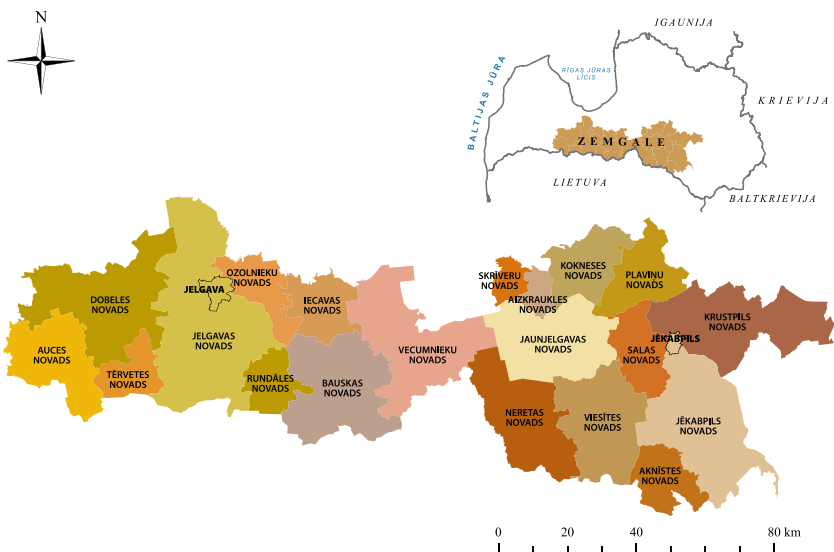 N
IGAUNIJA
BALTIJAS JŪRA
RĪGAS JŪRAS
LĪCIS
KRIEVIJA
ZEMGALE
LIETUVA
BALTKRIEVIJA
DOBELES
NOVADS
JELGAVA
OZOLNIEKU
NOVADS
IECAVAS
NOVADS
AUCES
NOVADS
TĒRVETES
NOVADS
JELGAVAS
NOVADS
RUNDĀLES
NOVADS
BAUSKAS
NOVADS
VECUMNIEKU
NOVADS
SKRĪVERU
NOVADS
AIZKRAUKLES
NOVADS
KOKNESES
NOVADS
PĻAVIŅU
NOVADS
JAUNJELGAVAS
NOVADS
SALAS
NOVADS
JĒKABPILS
KRUSTPILS
NOVADS
NERETAS
NOVADS
VIESĪTES
NOVADS
JĒKABPILS
NOVADS
AKNĪSTES
NOVADS
0 20 40 80 km